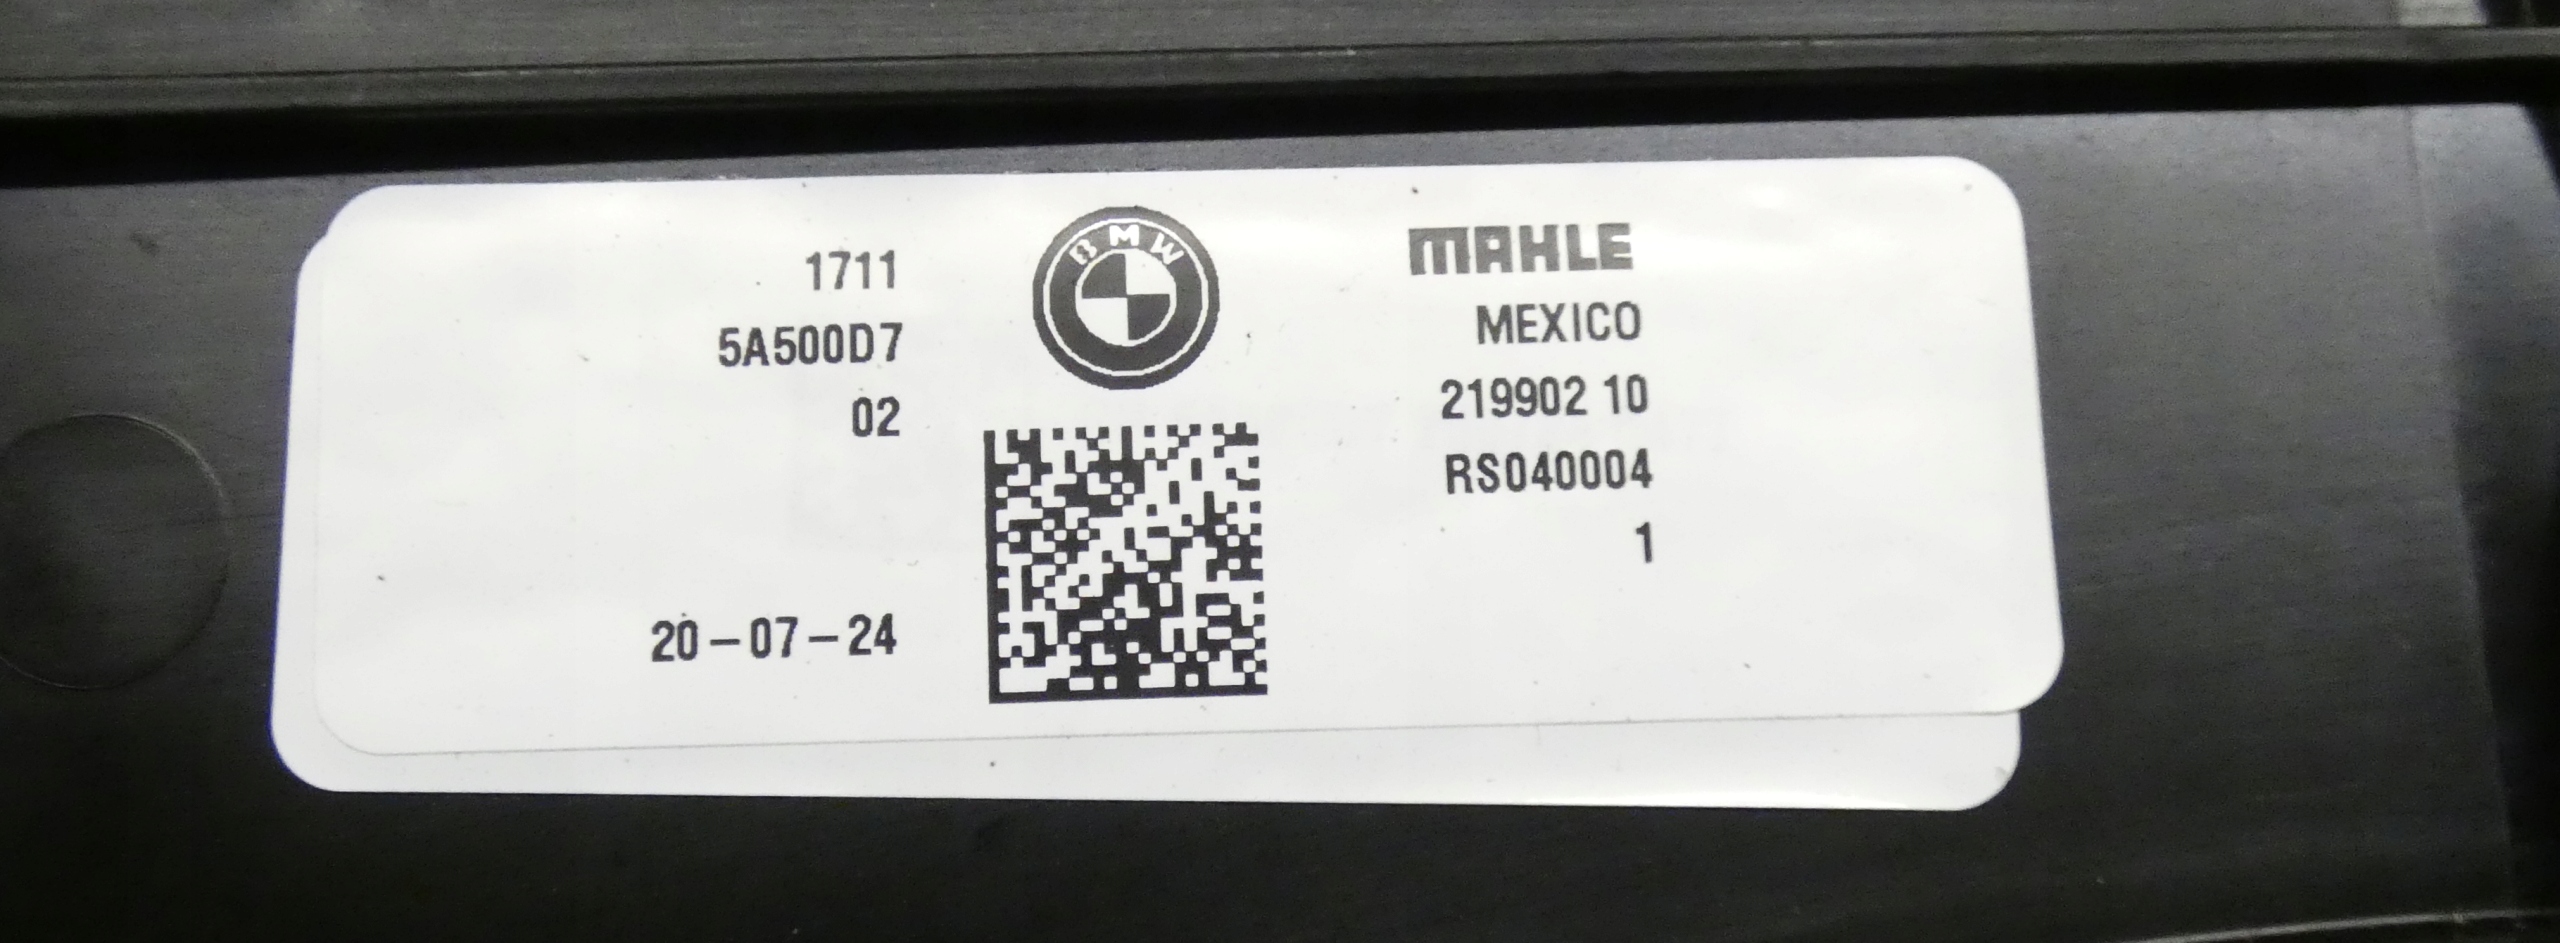 1711
5A500D7
02
20-07-24
BMW
MAHLE
MEXICO
219902 10
RS040004
1